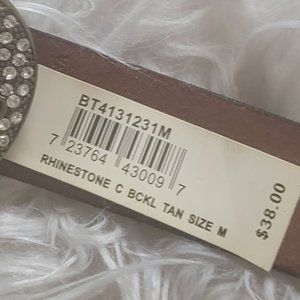 BT4131231M
7 23764 43009 7
RHINESTONE C BCKL TAN SIZE M
$38.00